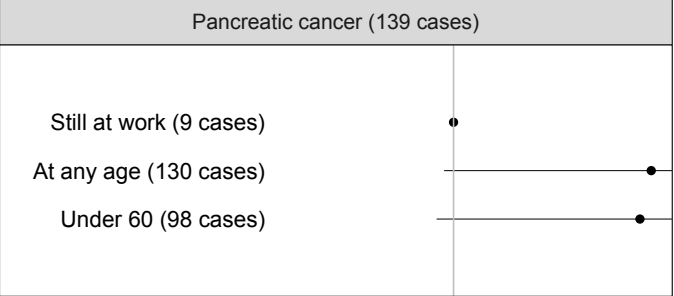 Pancreatic cancer (139 cases)
Still at work (9 cases)
At any age (130 cases)
Under 60 (98 cases)